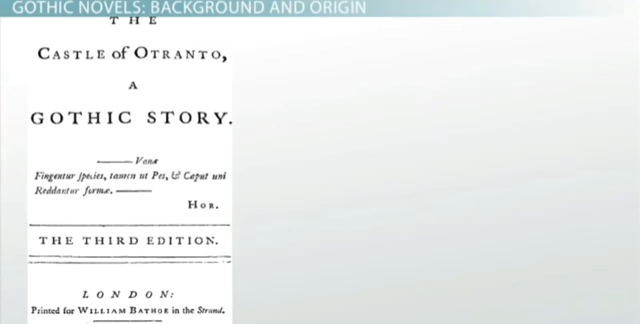 GOTHIC NOVELS: BACKGROUND AND ORIGIN
THE
CASTLE of OTRANTO,
A
GOTHIC STORY.
——— Vanæ
Fingentur species, tamen ut Pes, & Caput uni
Reddantur formæ. ———
HOR.
THE THIRD EDITION.
LONDON:
Printed for WILLIAM BATHOE in the Strand.